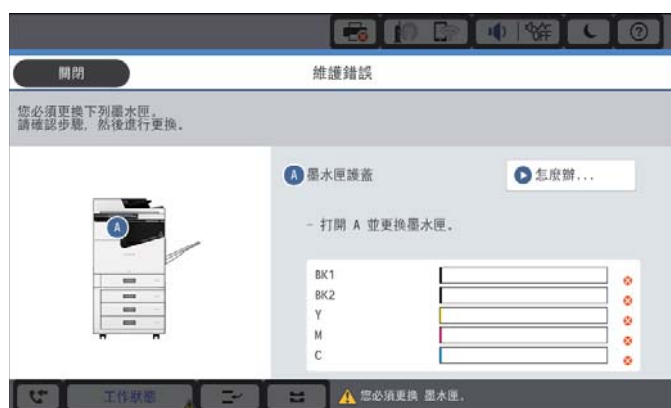 OFF
關閉
維護錯誤
您必須更換下列墨水匣。
請確認步驟，然後進行更換。
A 墨水匣護蓋
怎麼辦...
A
- 打開 A 並更換墨水匣。
BK1
BK2
Y
M
C
工作狀態
您必須更換 墨水匣。